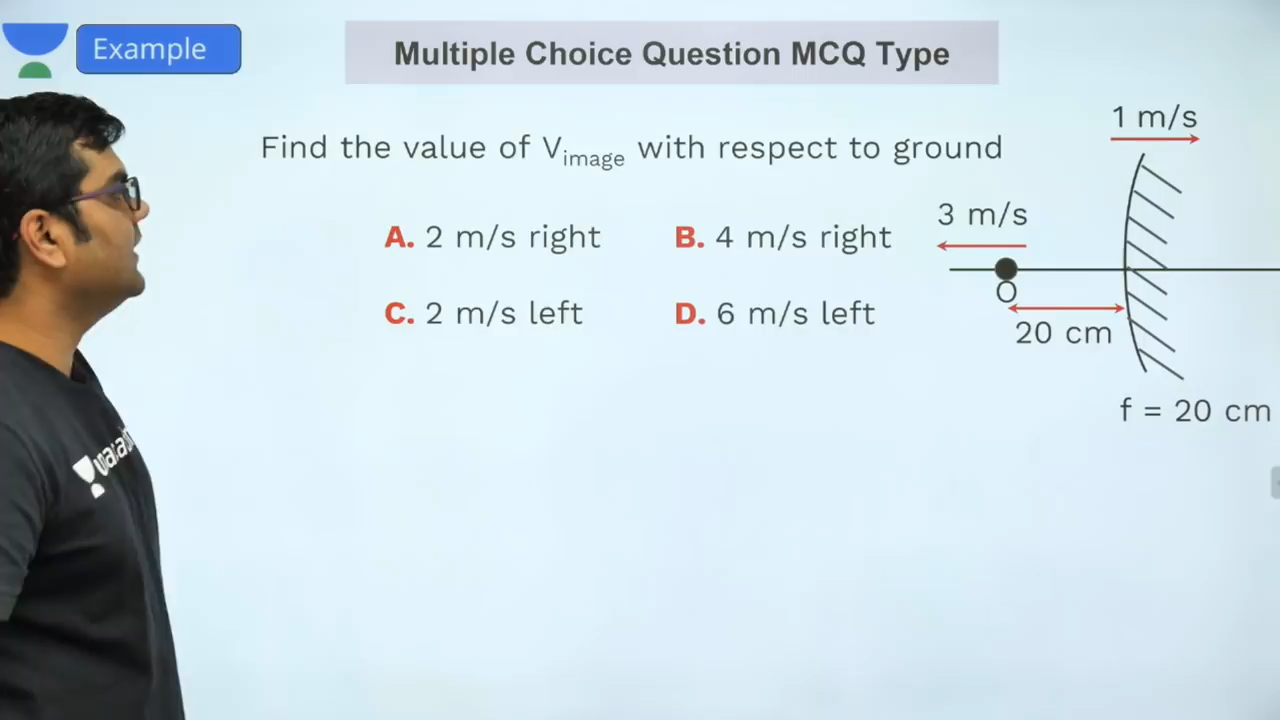 Example
Multiple Choice Question MCQ Type
1 m/s
Find the value of Vimage with respect to ground
3 m/s
A. 2 m/s right
B. 4 m/s right
O
C. 2 m/s left
D. 6 m/s left
20 cm
f = 20 cm